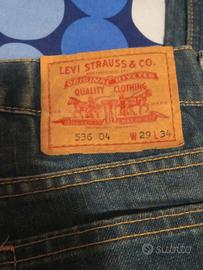 LEVI STRAUSS & CO.
ORIGINAL RIVETED
QUALITY CLOTHING
536 04 W 29 L 34
subito